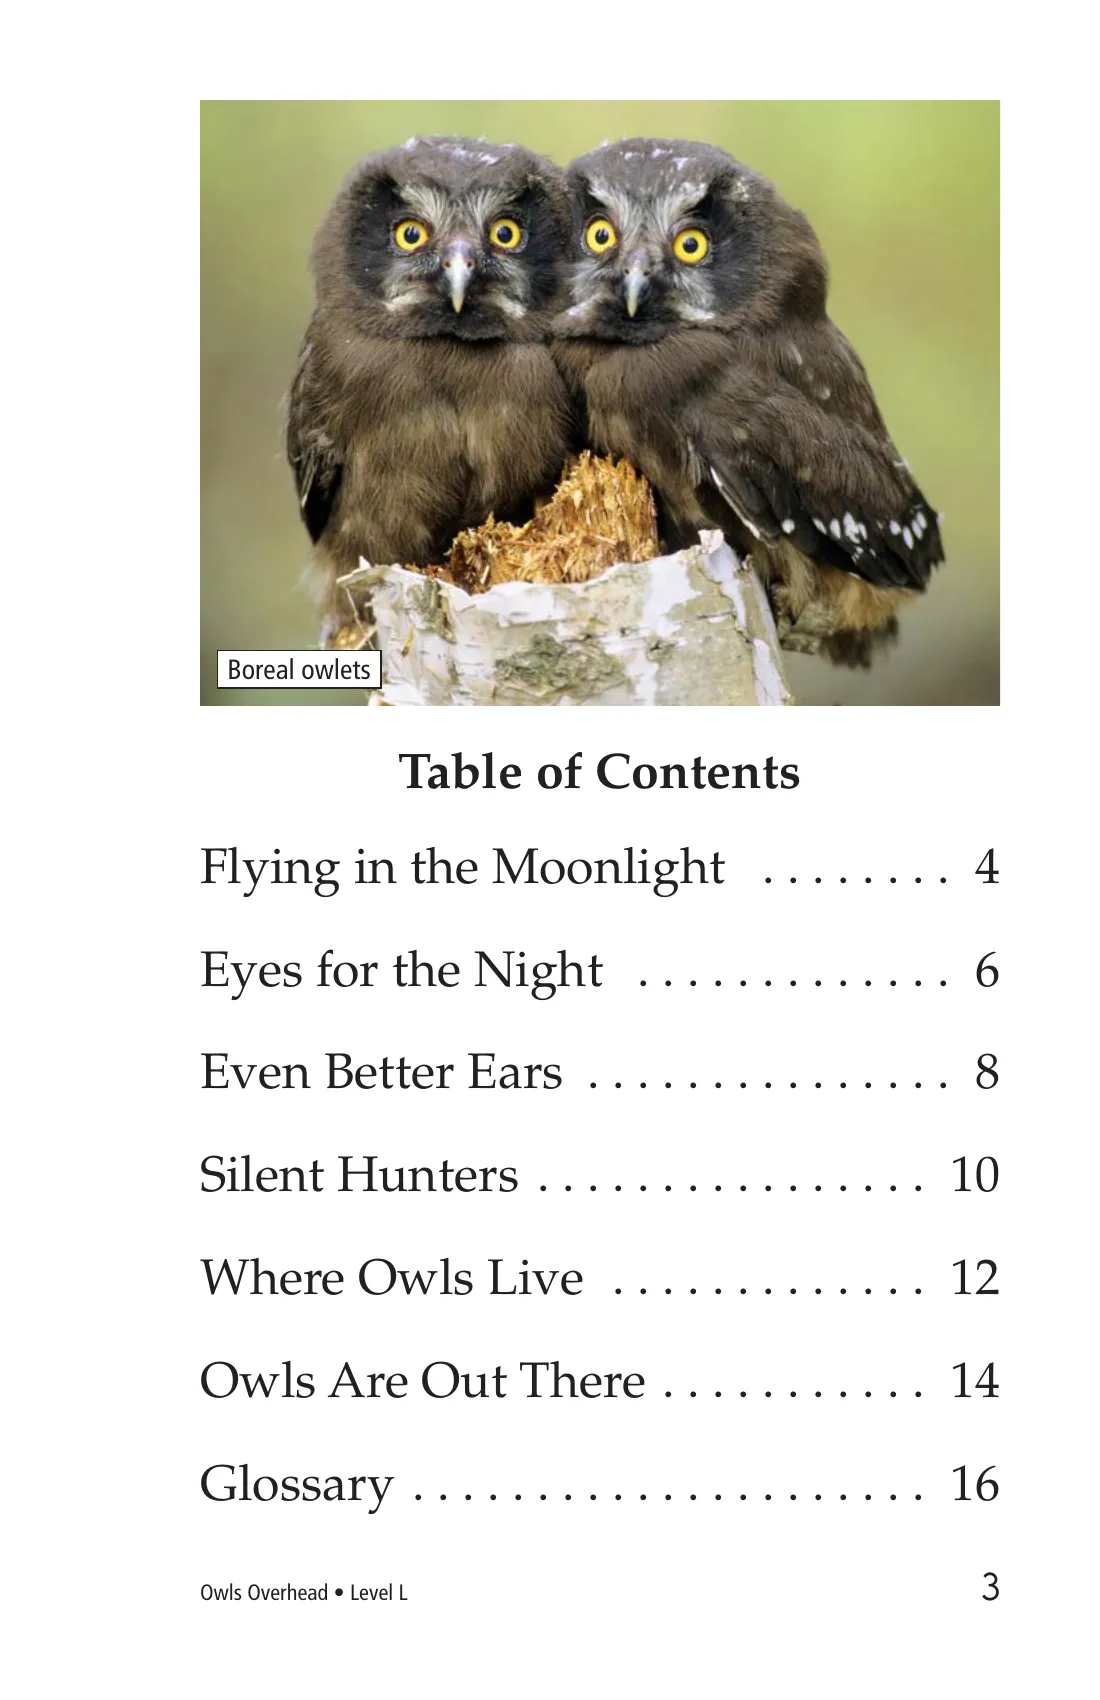 Boreal owlets
Table of Contents
Flying in the Moonlight . . . . . . . . 4
Eyes for the Night . . . . . . . . . . . . . 6
Even Better Ears . . . . . . . . . . . . . . . 8
Silent Hunters . . . . . . . . . . . . . . . . 10
Where Owls Live . . . . . . . . . . . . . 12
Owls Are Out There . . . . . . . . . . . 14
Glossary . . . . . . . . . . . . . . . . . . . . . 16
Owls Overhead • Level L 3